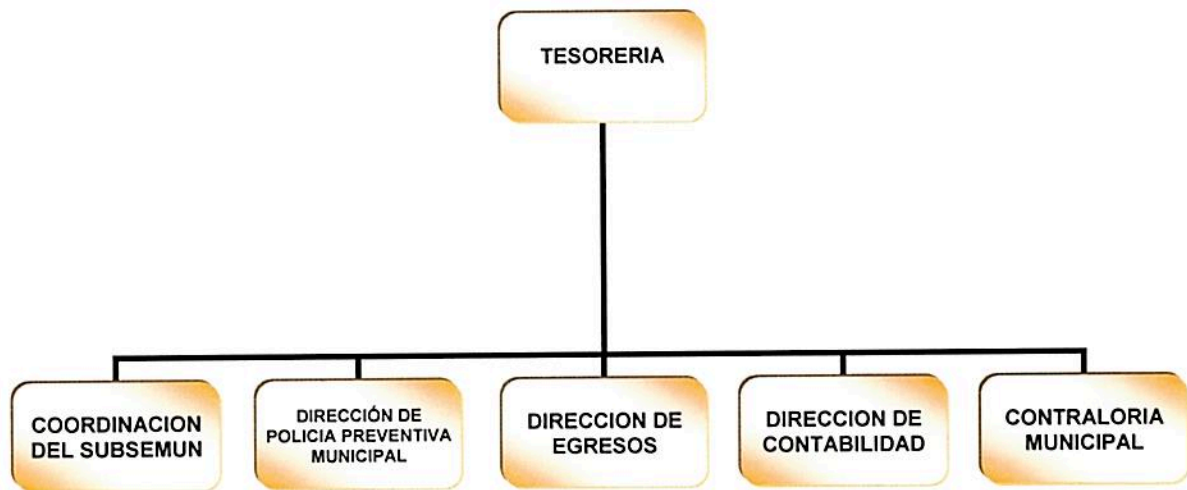 TESORERIA
COORDINACION
DEL SUBSEMUN
DIRECCIÓN DE
POLICIA PREVENTIVA
MUNICIPAL
DIRECCION DE
EGRESOS
DIRECCION DE
CONTABILIDAD
CONTRALORIA
MUNICIPAL